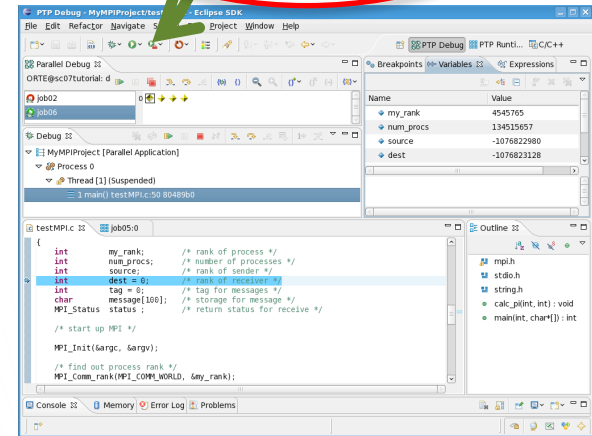 PTP Debug - MyMPIProject/tes - Eclipse SDK
File Edit Refactor Navigate Project Window Help
PTP Debug PTP Runti... C/C++
Parallel Debug
ORTE@sc07tutorial: d
job02 0
job06
Breakpoints Variables Expressions
Name Value
my_rank 4545765
num_procs 134515657
source -1076822980
dest -1076823128
Debug
MyMPIProject [Parallel Application]
Process 0
Thread [1] (Suspended)
1 main() testMPI.c:50 80489b0
testMPI.c job05:0
{
int my_rank; /* rank of process */
int num_procs; /* number of processes */
int source; /* rank of sender */
int dest = 0; /* rank of receiver */
int tag = 0; /* tag for messages */
char message[100]; /* storage for message */
MPI_Status status ; /* return status for receive */
/* start up MPI */
MPI_Init(&argc, &argv);
/* find out process rank */
MPI_Comm_rank(MPI_COMM_WORLD, &my_rank);
Outline
mpi.h
stdio.h
string.h
calc_pi(int, int) : void
main(int, char*[]) : int
Console Memory Error Log Problems